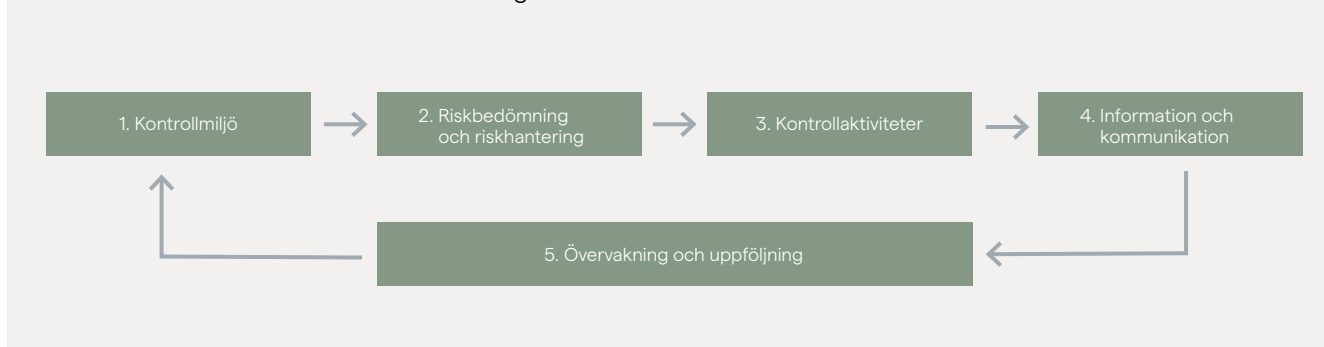 1. Kontrollmiljö
2. Riskbedömning
och riskhantering
3. Kontrollaktiviteter
4. Information och
kommunikation
5. Övervakning och uppföljning